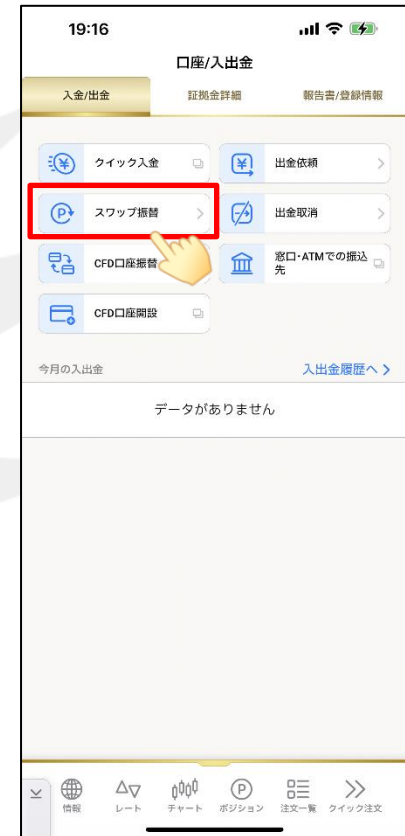 19:16
口座/入出金
入金/出金
証拠金詳細
報告書/登録情報
クイック入金
出金依頼
スワップ振替
出金取消
CFD口座振替
窓口・ATMでの振込
先
CFD口座開設
今月の入出金
入出金履歴へ
データがありません
情報
レート
チャート
ポジション
注文一覧
クイック注文